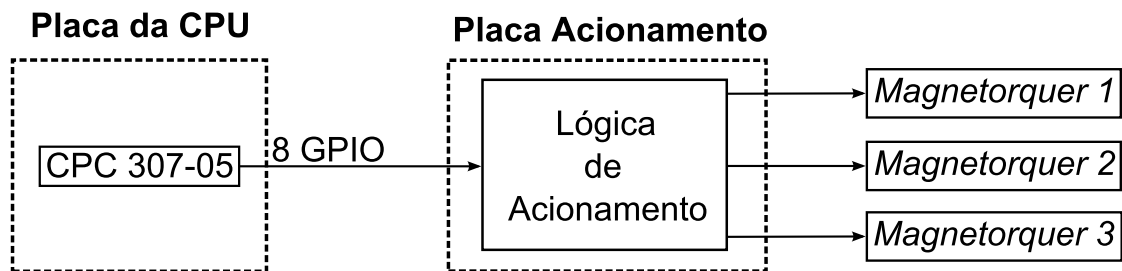 Placa da CPU
Placa Acionamento
CPC 307-05
8 GPIO
Lógica
de
Acionamento
Magnetorquer 1
Magnetorquer 2
Magnetorquer 3